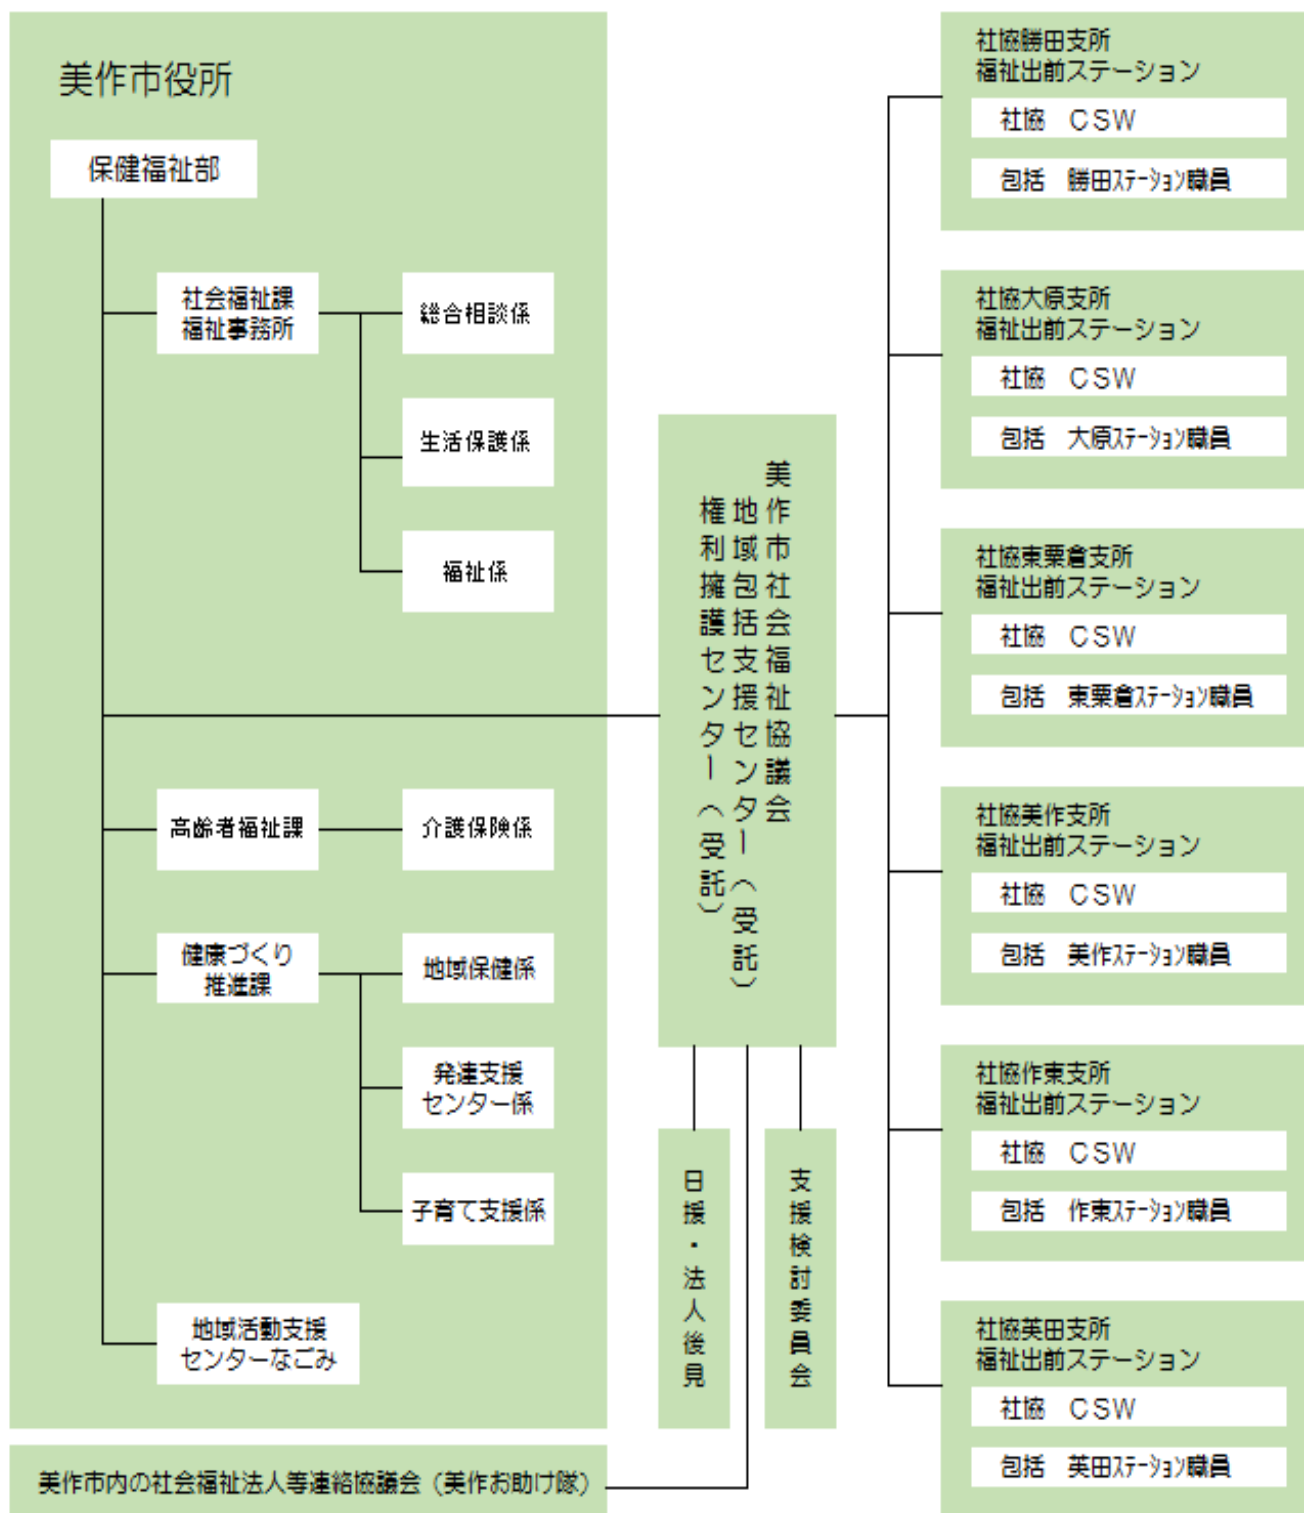 美作市役所
保健福祉部
社会福祉課
福祉事務所
総合相談係
生活保護係
福祉係
高齢者福祉課
介護保険係
健康づくり
推進課
地域保健係
発達支援
センター係
子育て支援係
地域活動支援
センターなごみ
美作市内の社会福祉法人等連絡協議会（美作お助け隊）
美作市社会福祉協議会
地域包括支援センター（受託）
権利擁護センター（受託）
日援・法人後見
支援検討委員会
社協勝田支所
福祉出前ステーション
社協　ＣＳＷ
包括　勝田ｽﾃｰｼｮﾝ職員
社協大原支所
福祉出前ステーション
社協　ＣＳＷ
包括　大原ｽﾃｰｼｮﾝ職員
社協東粟倉支所
福祉出前ステーション
社協　ＣＳＷ
包括　東粟倉ｽﾃｰｼｮﾝ職員
社協美作支所
福祉出前ステーション
社協　ＣＳＷ
包括　美作ｽﾃｰｼｮﾝ職員
社協作東支所
福祉出前ステーション
社協　ＣＳＷ
包括　作東ｽﾃｰｼｮﾝ職員
社協英田支所
福祉出前ステーション
社協　ＣＳＷ
包括　英田ｽﾃｰｼｮﾝ職員